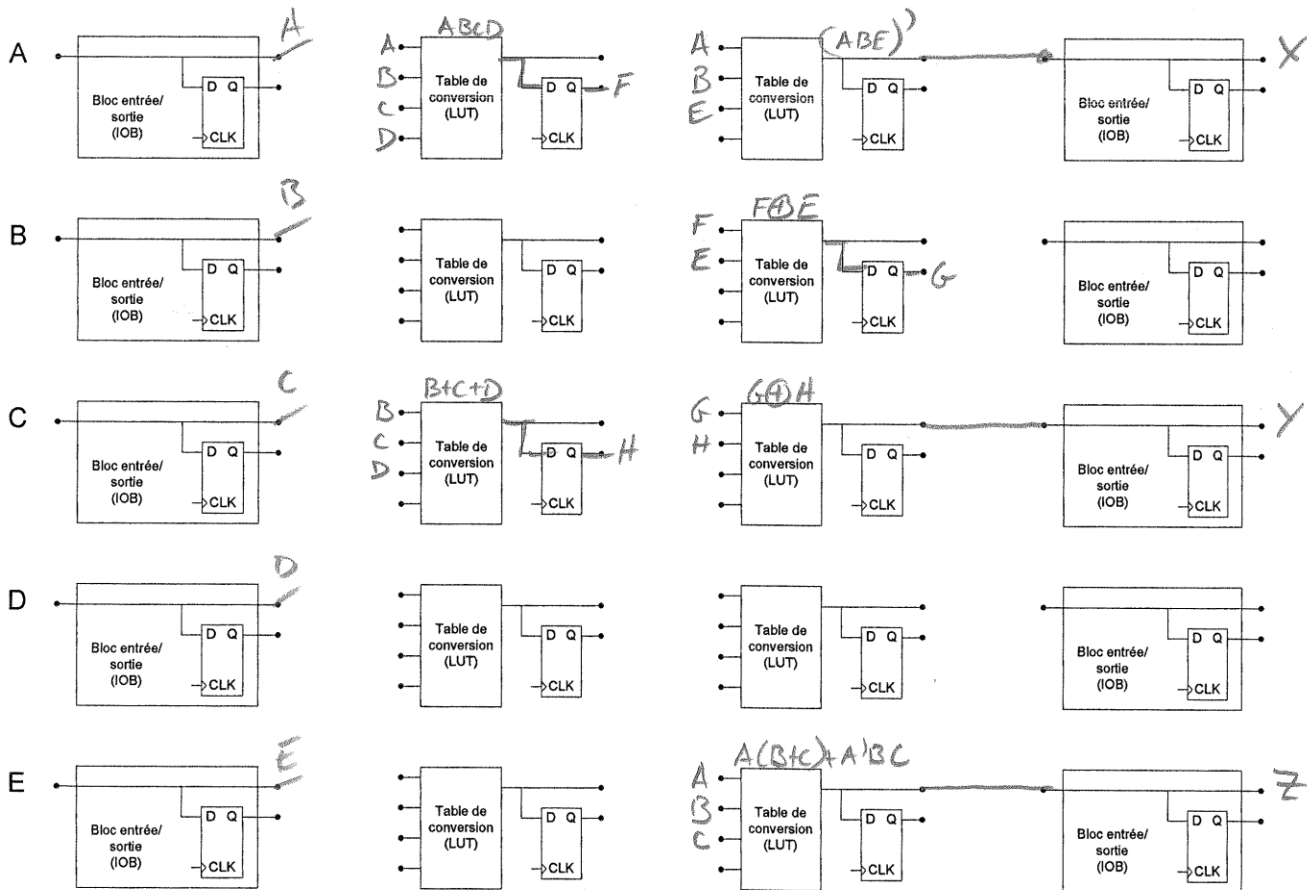 A
A
ABCD
A
B
C
D
F
(ABE)'
A
B
E
X
Bloc entrée/
sortie
(IOB)
D Q
CLK
Table de
conversion
(LUT)
D Q
CLK
Table de
conversion
(LUT)
D Q
CLK
Bloc entrée/
sortie
(IOB)
D Q
CLK
B
B
F⊕E
F
E
G
Bloc entrée/
sortie
(IOB)
D Q
CLK
Table de
conversion
(LUT)
D Q
CLK
Table de
conversion
(LUT)
D Q
CLK
Bloc entrée/
sortie
(IOB)
D Q
CLK
C
C
B+C+D
B
C
D
H
G⊕H
G
H
Y
Bloc entrée/
sortie
(IOB)
D Q
CLK
Table de
conversion
(LUT)
D Q
CLK
Table de
conversion
(LUT)
D Q
CLK
Bloc entrée/
sortie
(IOB)
D Q
CLK
D
D
Bloc entrée/
sortie
(IOB)
D Q
CLK
Table de
conversion
(LUT)
D Q
CLK
Table de
conversion
(LUT)
D Q
CLK
Bloc entrée/
sortie
(IOB)
D Q
CLK
E
E
A(B+C)+A'BC
A
B
C
Z
Bloc entrée/
sortie
(IOB)
D Q
CLK
Table de
conversion
(LUT)
D Q
CLK
Table de
conversion
(LUT)
D Q
CLK
Bloc entrée/
sortie
(IOB)
D Q
CLK